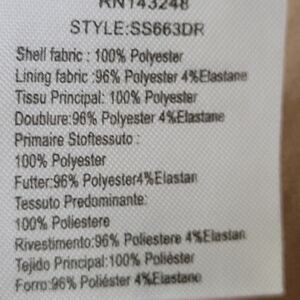 RN143248
STYLE:SS663DR
Shell fabric : 100% Polyester
Lining fabric :96% Polyester 4%Elastane
Tissu Principal: 100% Polyester
Doublure:96% Polyester 4%Elastane
Primaire Stoftessuto :
100% Polyester
Futter:96% Polyester4%Elastan
Tessuto Predominante:
100% Poliestere
Rivestimento:96% Poliestere 4%Elastan
Tejido Principal:100% Poliéster
Forro:96% Poliéster 4%Elastano